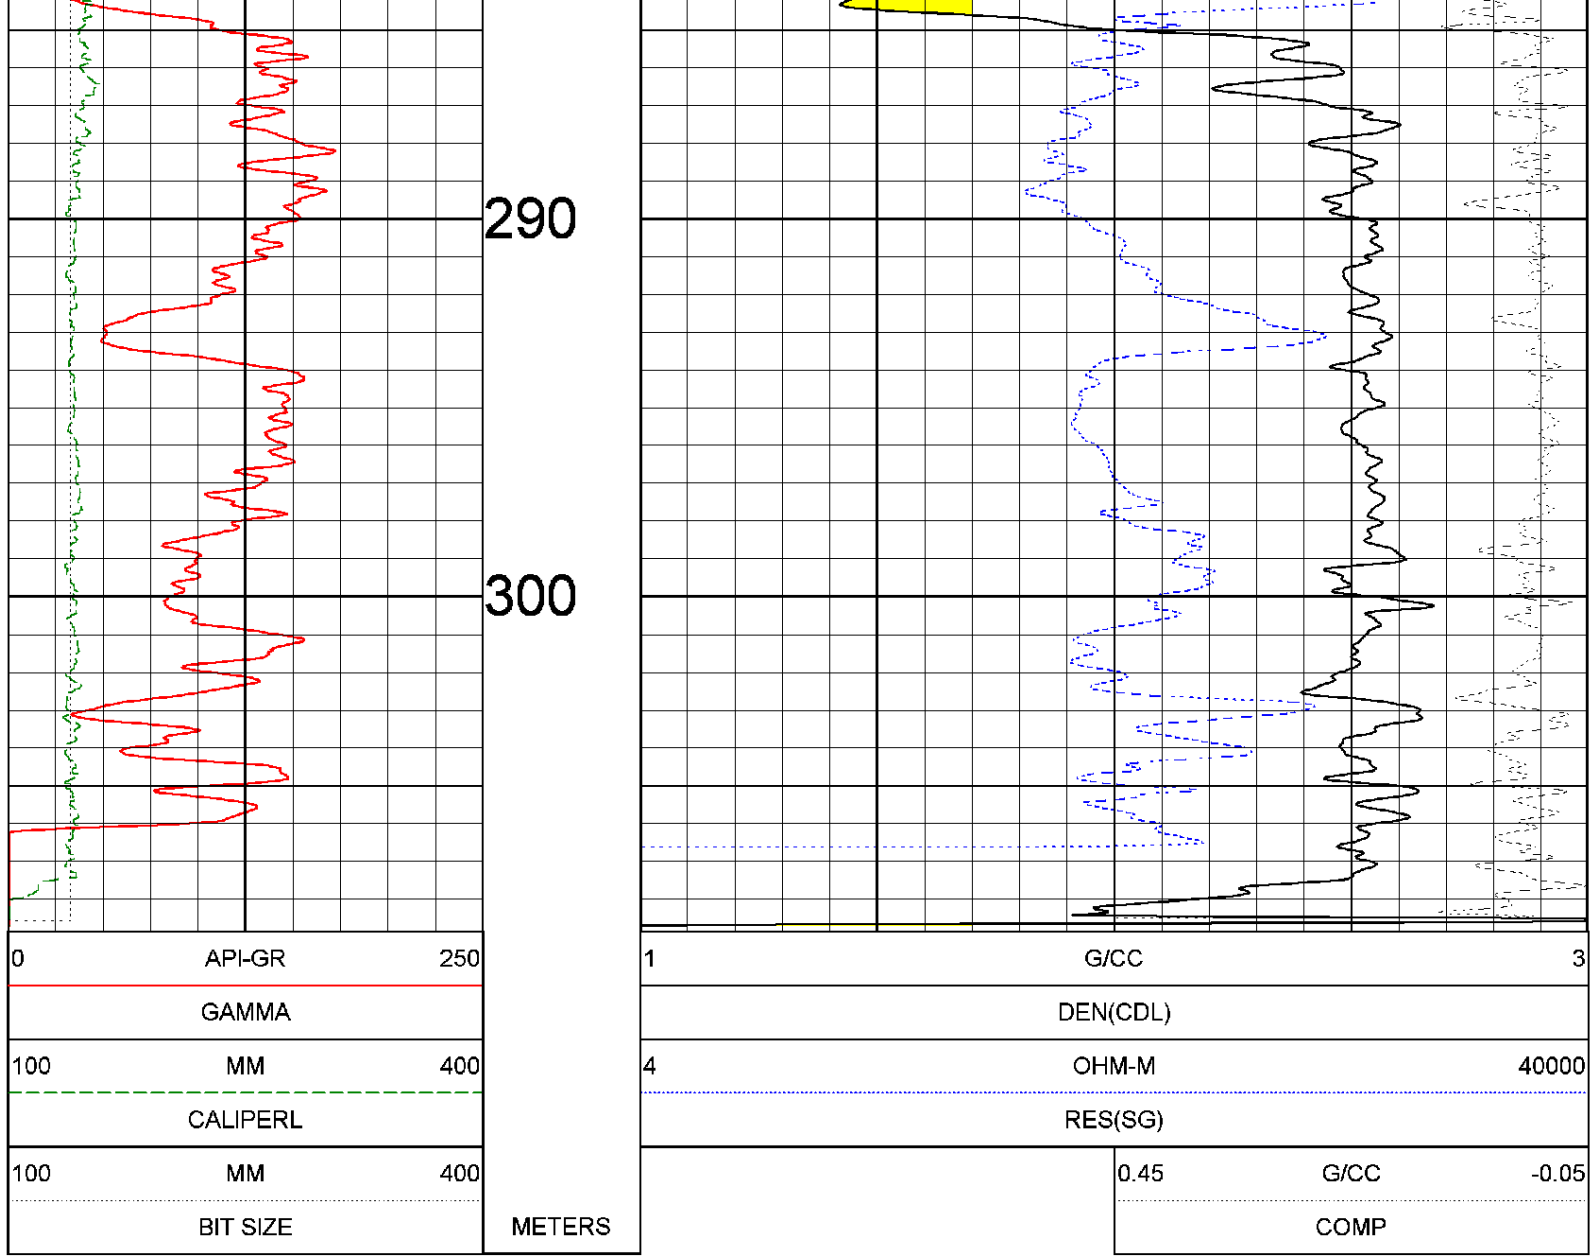 290
300
0 API-GR 250
GAMMA
100 MM 400
CALIPERL
100 MM 400
BIT SIZE
METERS
1 G/CC 3
DEN(CDL)
4 OHM-M 40000
RES(SG)
0.45 G/CC -0.05
COMP